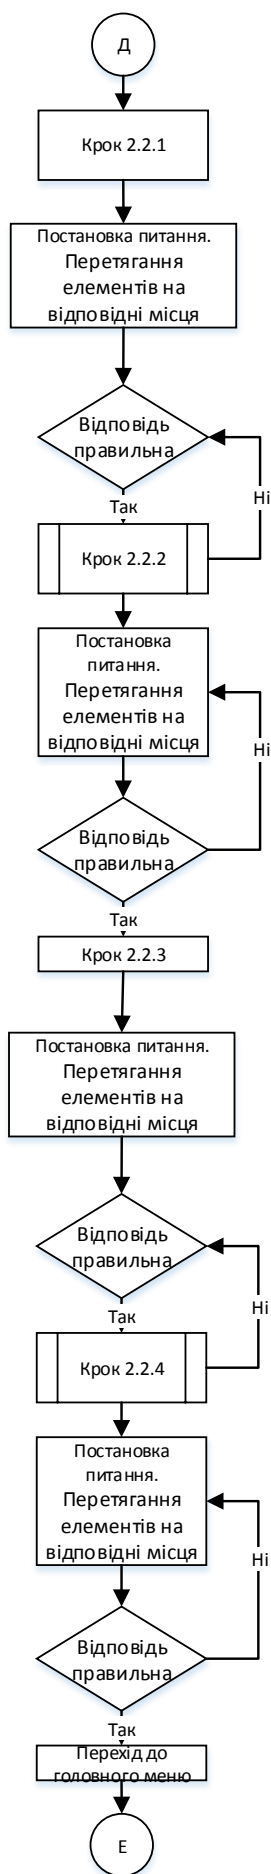 Д
Крок 2.2.1
Постановка питання.
Перетягання
елементів на
відповідні місця
Відповідь
правильна
Ні
Так
Крок 2.2.2
Постановка
питання.
Перетягання
елементів на
відповідні місця
Ні
Відповідь
правильна
Так
Крок 2.2.3
Постановка питання.
Перетягання
елементів на
відповідні місця
Відповідь
правильна
Ні
Так
Крок 2.2.4
Постановка
питання.
Перетягання
елементів на
відповідні місця
Ні
Відповідь
правильна
Так
Перехід до
головного меню
Е